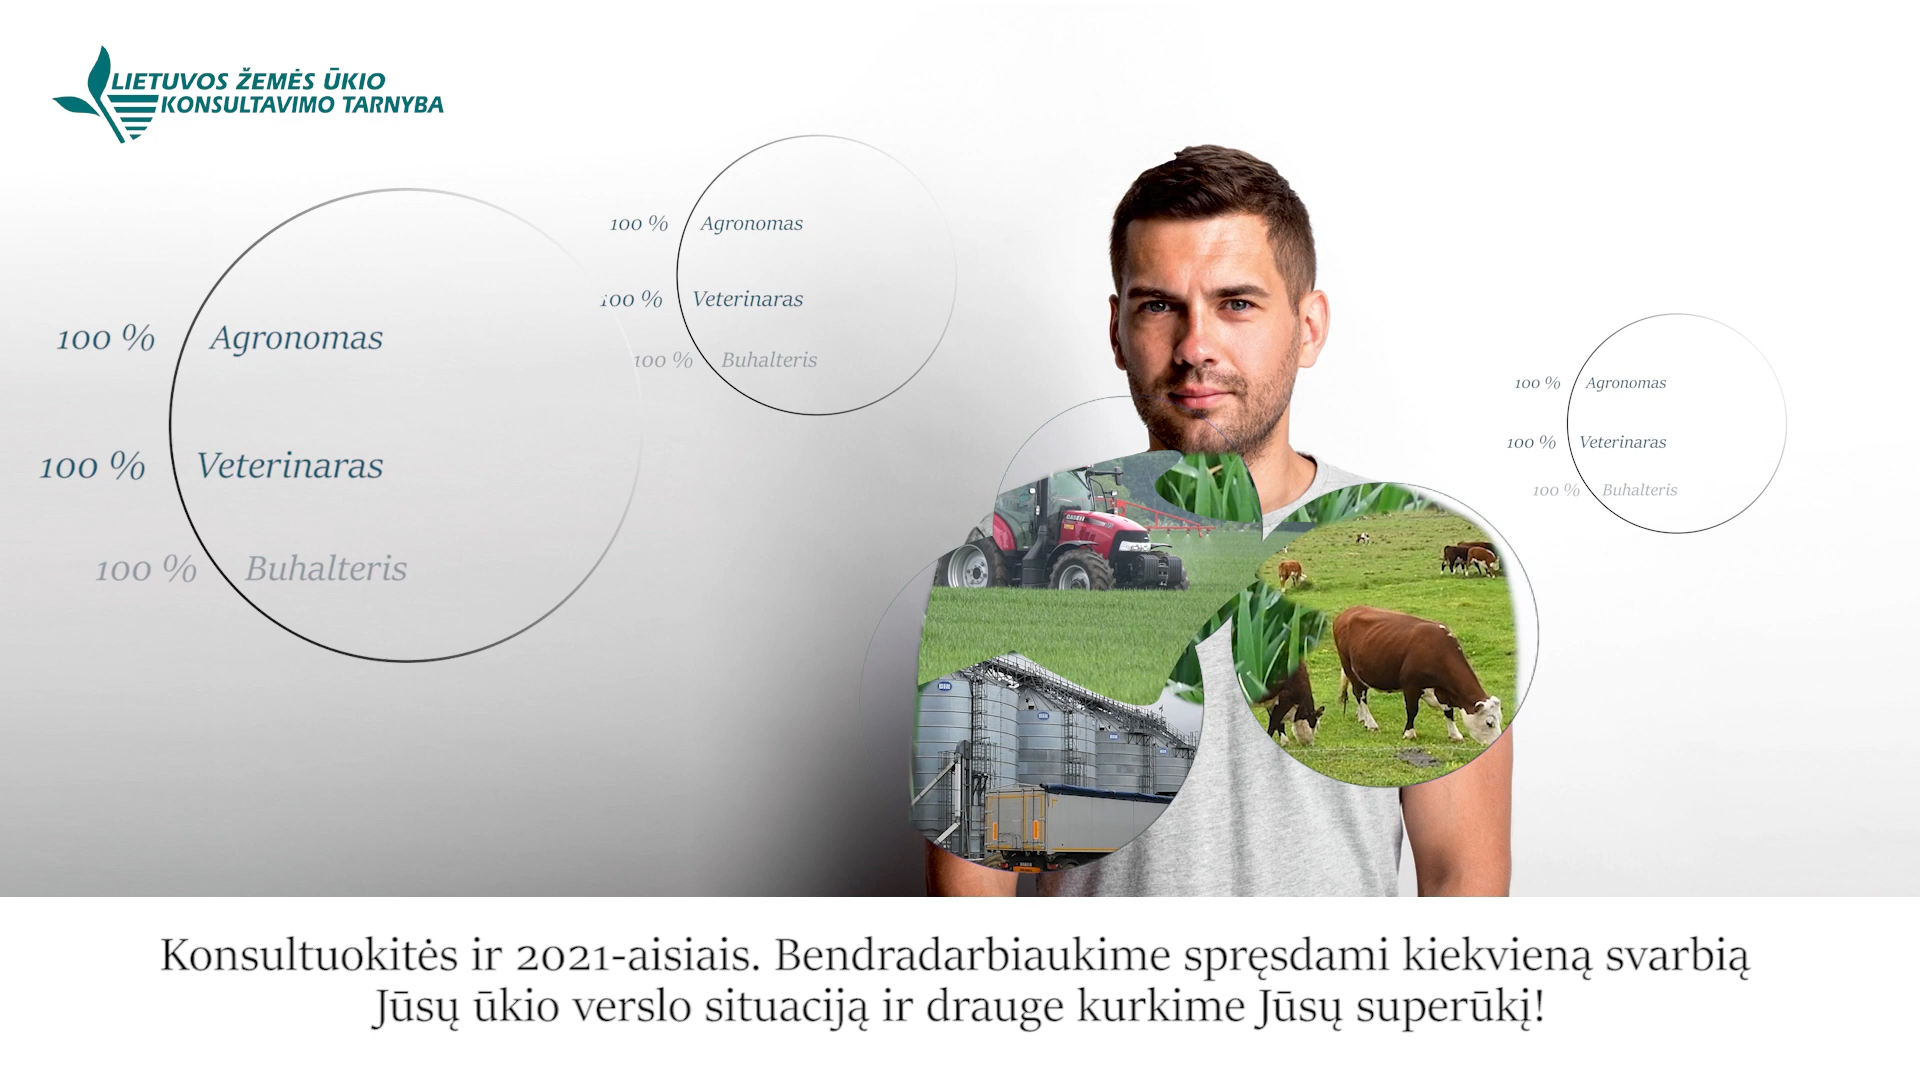 LIETUVOS ŽEMĖS ŪKIO
KONSULTAVIMO TARNYBA
100 % Agronomas
100 % Veterinaras
100 % Buhalteris
100 % Agronomas
100 % Veterinaras
100 % Buhalteris
100 % Agronomas
100 % Veterinaras
100 % Buhalteris
Konsultuokitės ir 2021-aisiais. Bendradarbiaukime spręsdami kiekvieną svarbią
Jūsų ūkio verslo situaciją ir drauge kurkime Jūsų superūkį!